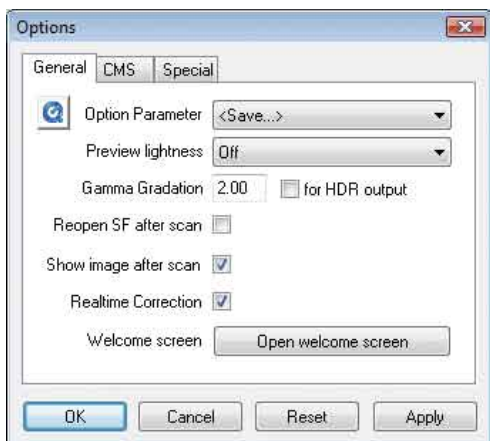 Options
General CMS Special
Option Parameter <Save...>
Preview lightness Off
Gamma Gradation 2.00 for HDR output
Reopen SF after scan
Show image after scan
Realtime Correction
Welcome screen Open welcome screen
OK Cancel Reset Apply